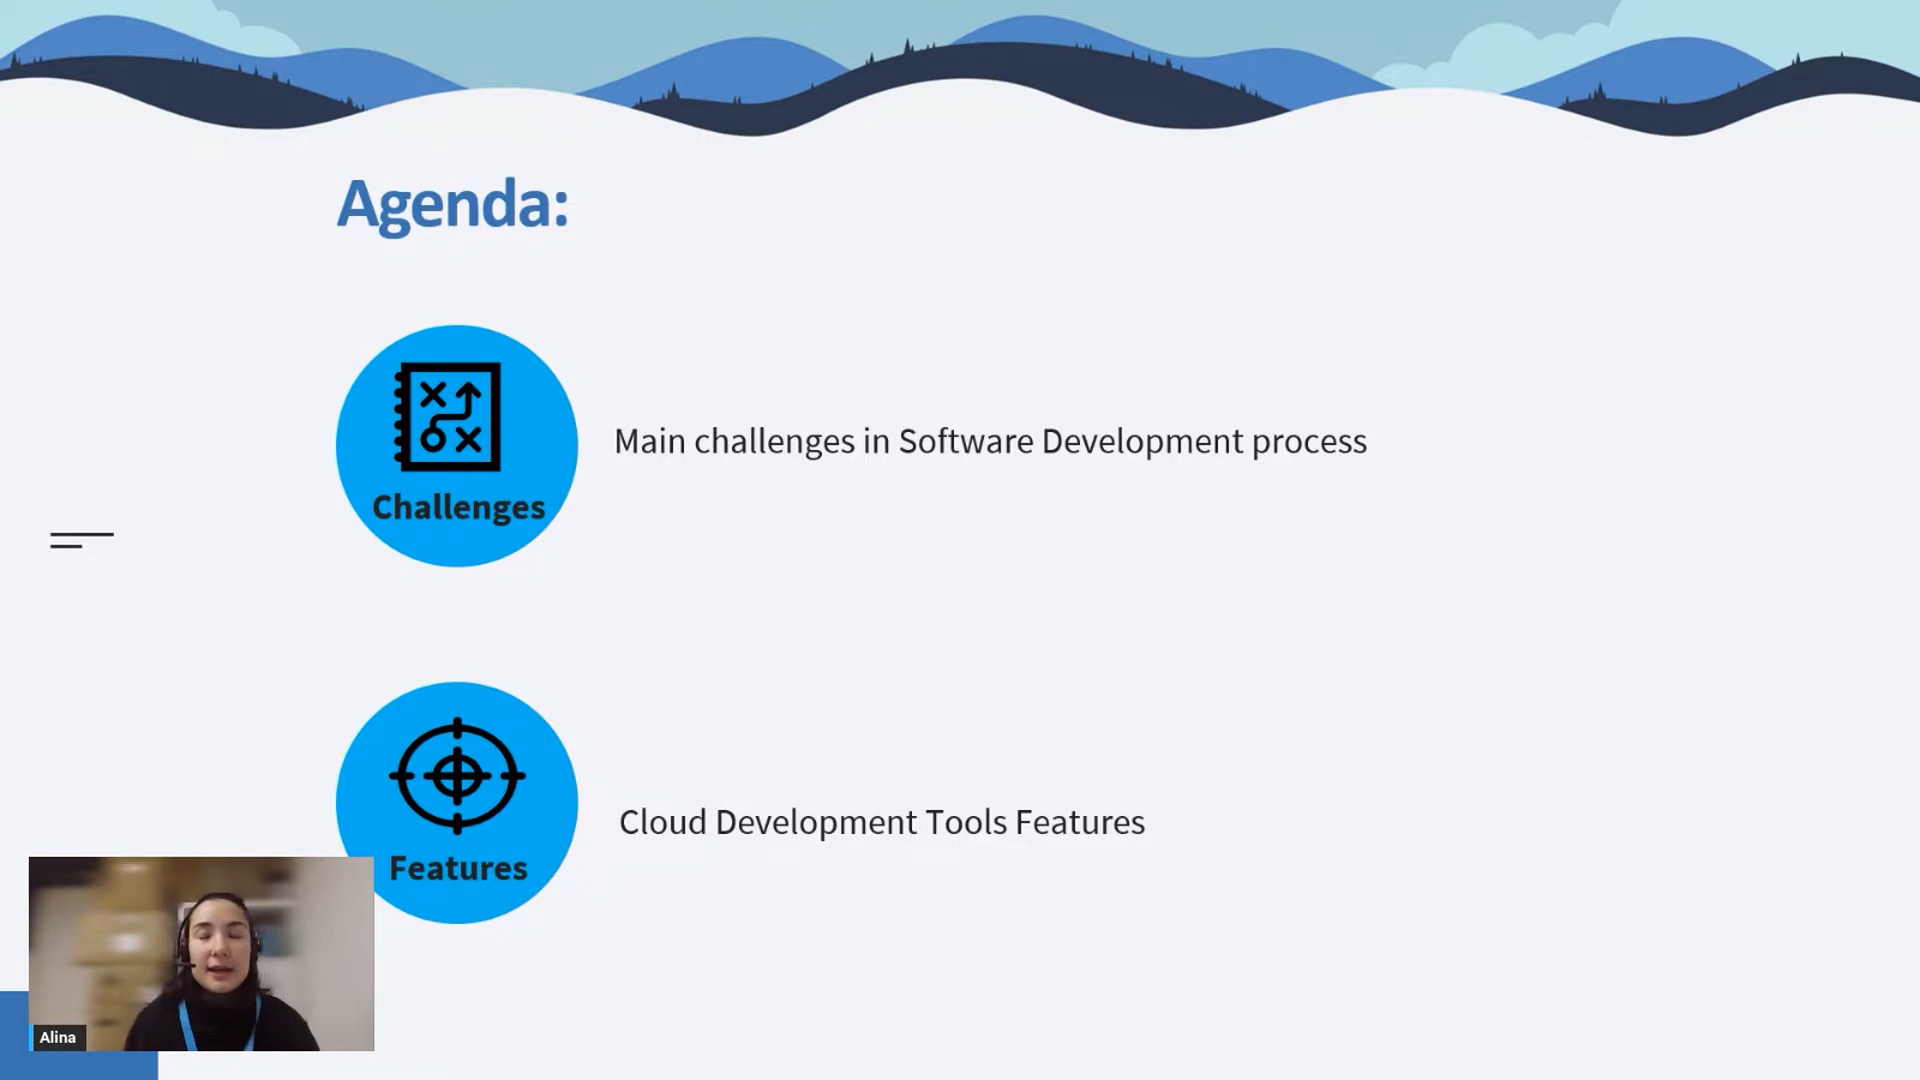 Agenda:
Challenges
Main challenges in Software Development process
Features
Cloud Development Tools Features
Alina